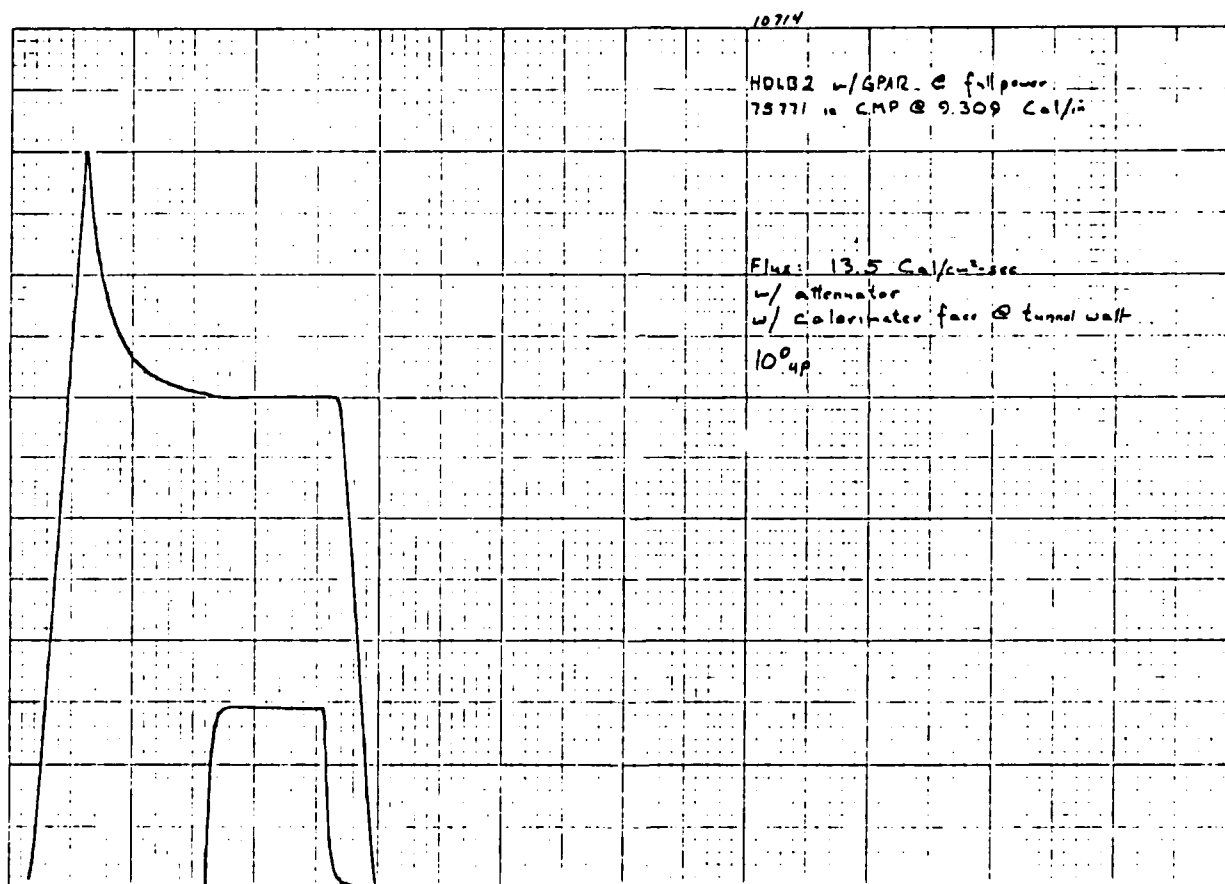 10714
HDLB2 w/GPAR @ full power
75771 in CMP @ 9.309 Cal/in
Flux: 13.5 Cal/cm²-sec
w/ attenuator
w/ Calorimeter face @ tunnel wall
10° up